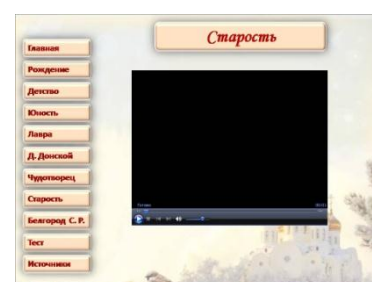 Старость
Главная
Рождение
Детство
Юность
Лавра
Д. Донской
Чудотворец
Старость
Белгород С. Р.
Тест
Источники